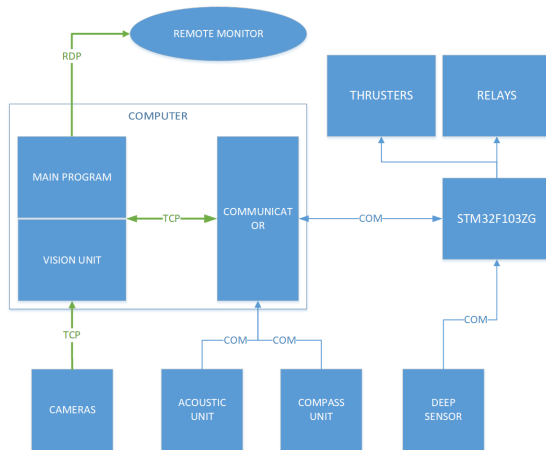 REMOTE MONITOR
RDP
THRUSTERS
RELAYS
COMPUTER
MAIN PROGRAM
COMMUNICAT
OR
TCP
COM
STM32F103ZG
VISION UNIT
TCP
COM
COM
COM
CAMERAS
ACOUSTIC
UNIT
COMPASS
UNIT
DEEP
SENSOR